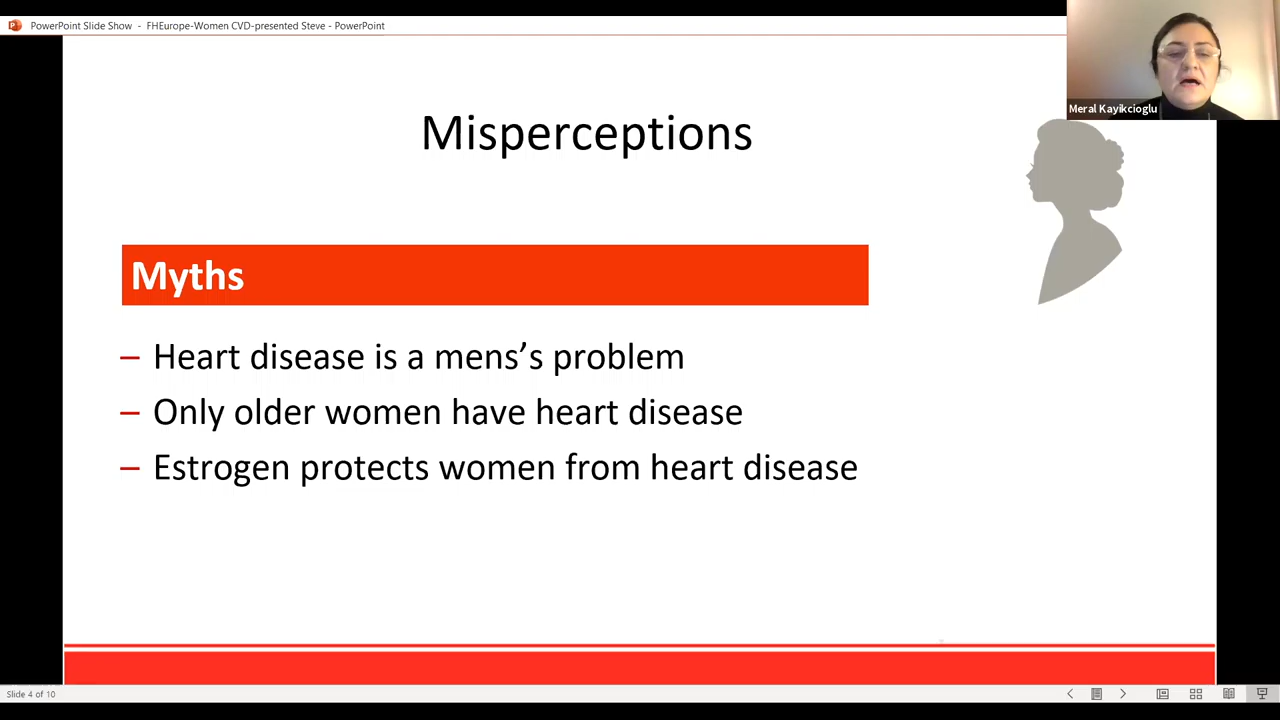 PowerPoint Slide Show - FHEurope-Women CVD-presented Steve - PowerPoint
Meral Kayikcioglu
Misperceptions
Myths
– Heart disease is a mens’s problem
– Only older women have heart disease
– Estrogen protects women from heart disease
Slide 4 of 10